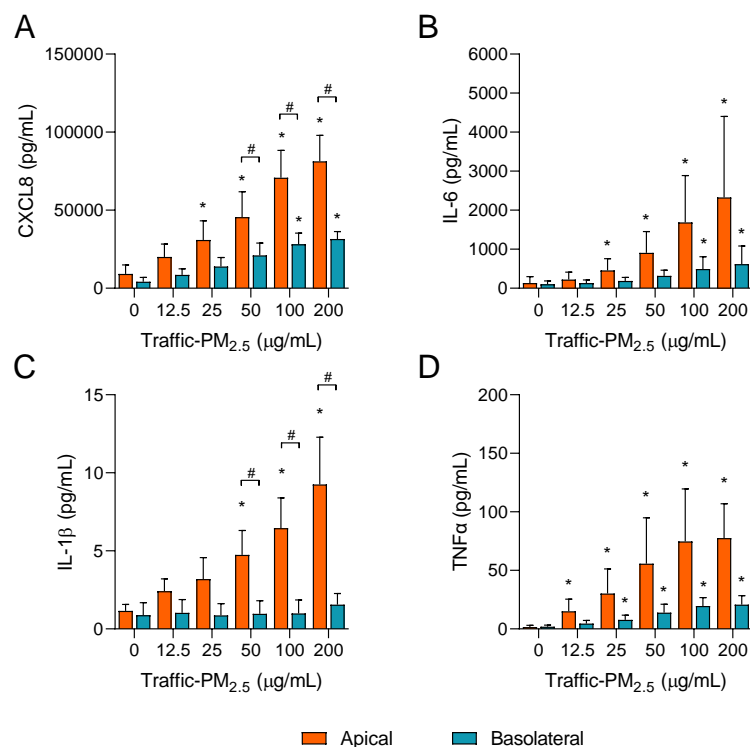 A
150000
100000
50000
0
CXCL8 (pg/mL)
* * * * * *
# # #
0 12.5 25 50 100 200
Traffic-PM2.5 (μg/mL)
B
6000
5000
4000
3000
2000
1000
0
IL-6 (pg/mL)
* * * * * *
0 12.5 25 50 100 200
Traffic-PM2.5 (μg/mL)
C
15
10
5
0
IL-1β (pg/mL)
* * *
# # #
0 12.5 25 50 100 200
Traffic-PM2.5 (μg/mL)
D
200
150
100
50
0
TNFα (pg/mL)
* * * * * * * * *
0 12.5 25 50 100 200
Traffic-PM2.5 (μg/mL)
Apical Basolateral